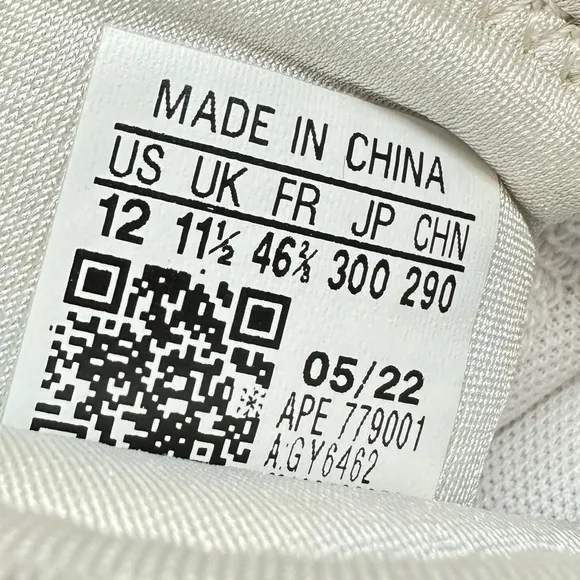 MADE IN CHINA
US UK FR JP CHN
12 11½ 46⅔ 300 290
05/22
APE 779001
A:GY6462